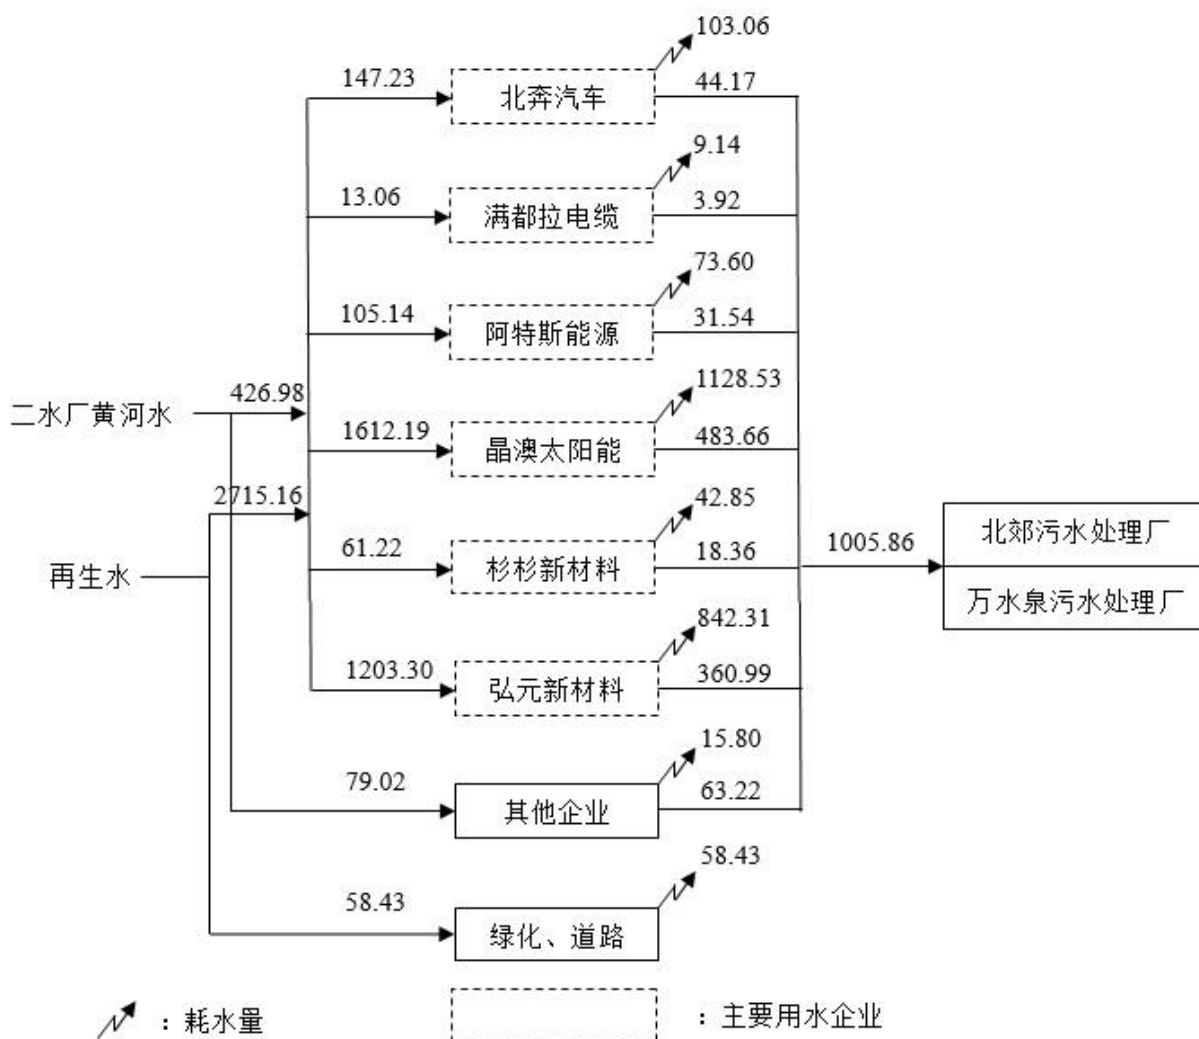 103.06
147.23
北奔汽车
44.17
9.14
13.06
满都拉电缆
3.92
73.60
105.14
阿特斯能源
31.54
1128.53
二水厂黄河水
426.98
1612.19
晶澳太阳能
483.66
2715.16
42.85
再生水
61.22
杉杉新材料
18.36
1005.86
北郊污水处理厂
万水泉污水处理厂
842.31
1203.30
弘元新材料
360.99
15.80
79.02
其他企业
63.22
58.43
58.43
绿化、道路
：耗水量
：主要用水企业